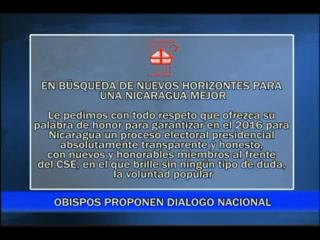 EN BÚSQUEDA DE NUEVOS HORIZONTES PARA
UNA NICARAGUA MEJOR
Le pedimos con todo respeto que ofrezca su
palabra de honor para garantizar en el 2016 para
Nicaragua un proceso electoral presidencial
absolutamente transparente y honesto,
con nuevos y honorables miembros al frente
del CSE, en el que brille sin ningún tipo de duda,
la voluntad popular
OBISPOS PROPONEN DIALOGO NACIONAL